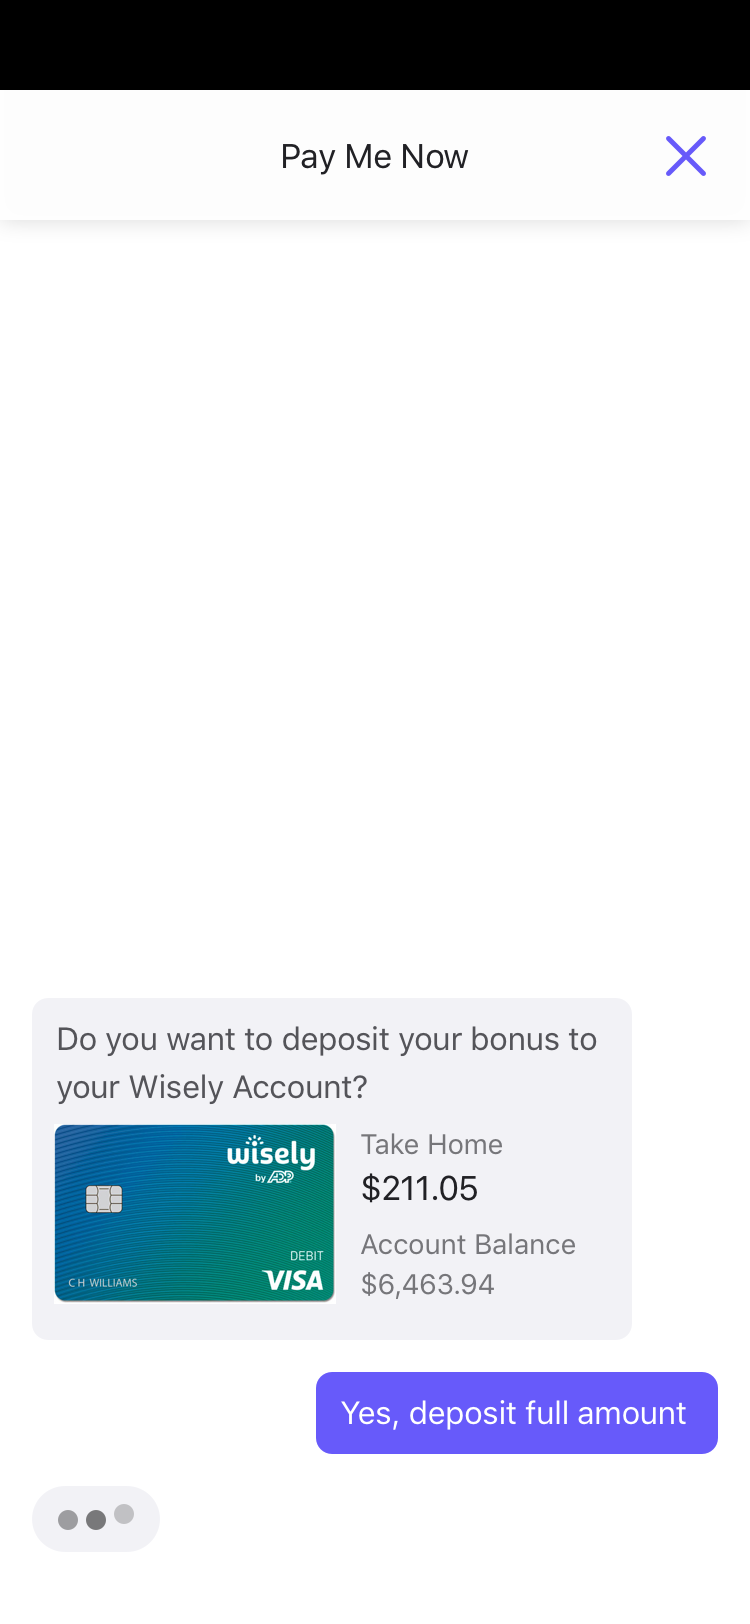 Pay Me Now
Do you want to deposit your bonus to
your Wisely Account?
wisely
by ADP
DEBIT
C H WILLIAMS
VISA
Take Home
$211.05
Account Balance
$6,463.94
Yes, deposit full amount